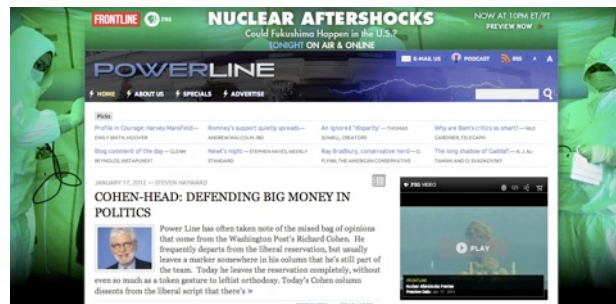 FRONTLINE PBS
NUCLEAR AFTERSHOCKS
Could Fukushima Happen in the U.S.?
TONIGHT ON AIR & ONLINE
NOW AT 10PM ET/PT
PREVIEW NOW
E-MAIL US PODCAST RSS A A
POWERLINE
HOME ABOUT US SPECIALS ADVERTISE
Picks
Profile in Courage: Harvey Mansfield—
EMILY SMITH, HOOVER
Romney's support quietly spreads—
ANDREW MALCOLM, IBD
An ignored "disparity"—THOMAS
SOWELL, CREATORS
Why are Bain's critics so smart?—
GARDINER, TELEGRAPH
Blog comment of the day—GLENN
REYNOLDS, INSTAPUNDIT
Newt's night—STEPHEN HAYES, WEEKLY
STANDARD
Ray Bradbury, conservative nerd—
FLYNN, THE AMERICAN CONSERVATIVE
The long shadow of Gaddafi—
TAMIMI AND O. SVADKOVSKY
JANUARY 17, 2012 — STEVEN HAYWARD
COHEN-HEAD: DEFENDING BIG MONEY IN
POLITICS
Power Line has often taken note of the mixed bag of opinions
that come from the Washington Post's Richard Cohen. He
frequently departs from the liberal reservation, but usually
leaves a marker somewhere in his column that he's still part of
the team. Today he leaves the reservation completely, without
even so much as a token gesture to leftist orthodoxy. Today's Cohen column
dissents from the liberal script that there's »
PBS VIDEO
PLAY
FRONTLINE
Nuclear Aftershocks Preview